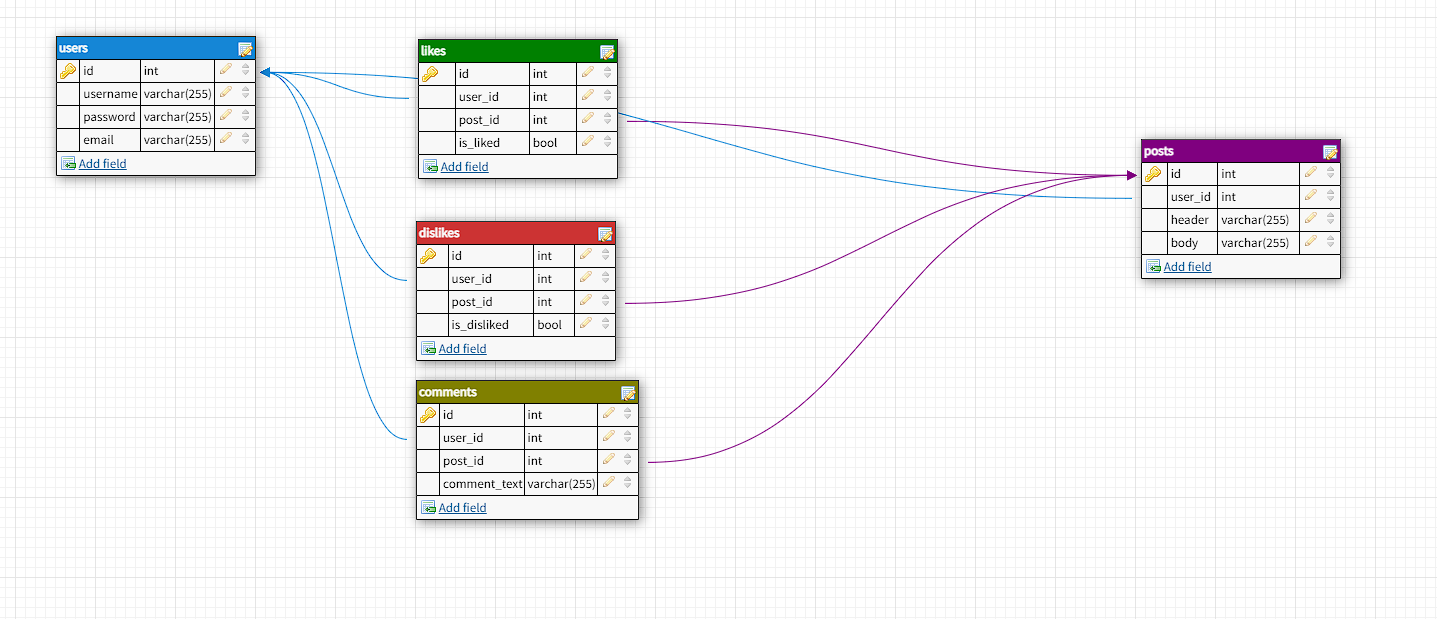 users
id int
username varchar(255)
password varchar(255)
email varchar(255)
Add field
likes
id int
user_id int
post_id int
is_liked bool
Add field
dislikes
id int
user_id int
post_id int
is_disliked bool
Add field
comments
id int
user_id int
post_id int
comment_text varchar(255)
Add field
posts
id int
user_id int
header varchar(255)
body varchar(255)
Add field